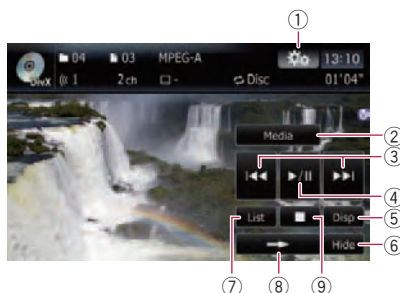 ①
04 03 MPEG-A 13:10
DivX 1 2 ch - Disc 01'04"
Media ②
③
④
List Disp ⑤
Hide ⑥
⑦ ⑧ ⑨